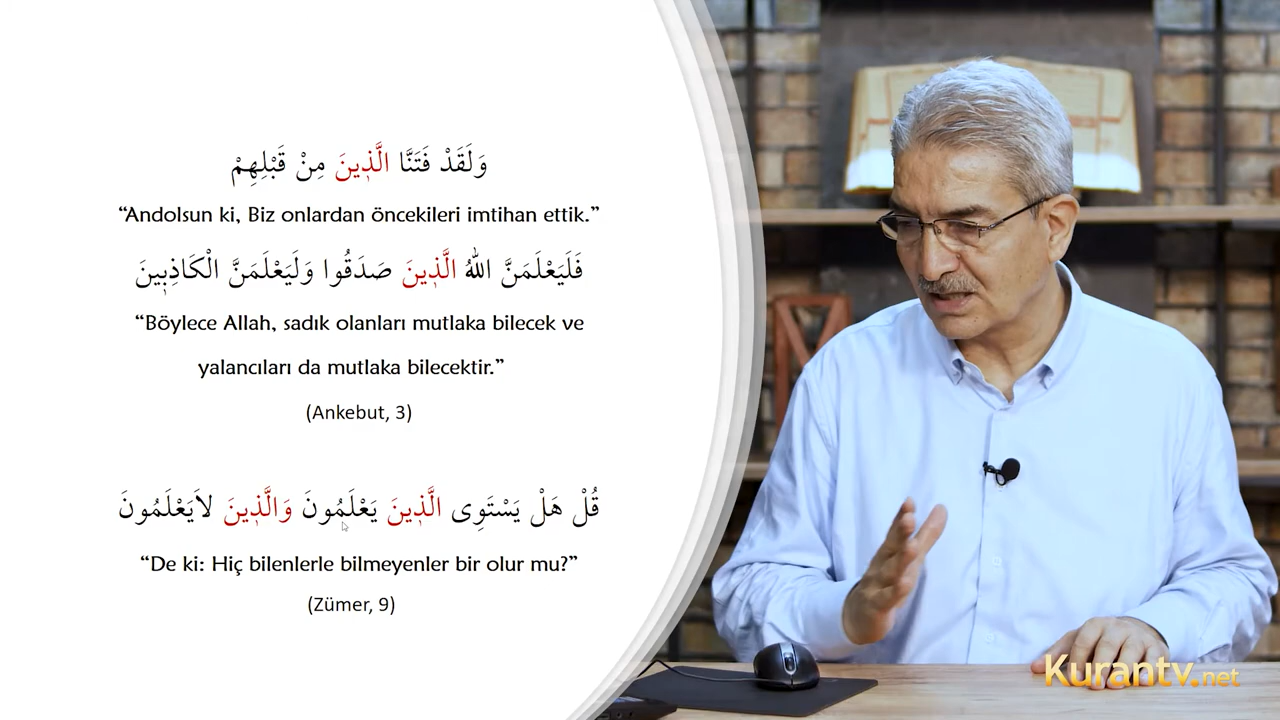 وَلَقَدْ فَتَنَّا الَّذ۪ينَ مِنْ قَبْلِهِمْ
“Andolsun ki, Biz onlardan öncekileri imtihan ettik.”
فَلَيَعْلَمَنَّ اللّٰهُ الَّذ۪ينَ صَدَقُوا وَلَيَعْلَمَنَّ الْكَاذِب۪ينَ
“Böylece Allah, sadık olanları mutlaka bilecek ve
yalancıları da mutlaka bilecektir.”
(Ankebut, 3)
قُلْ هَلْ يَسْتَوِى الَّذ۪ينَ يَعْلَمُونَ وَالَّذ۪ينَ لاَيَعْلَمُونَ
“De ki: Hiç bilenlerle bilmeyenler bir olur mu?”
(Zümer, 9)
Kurantv.net